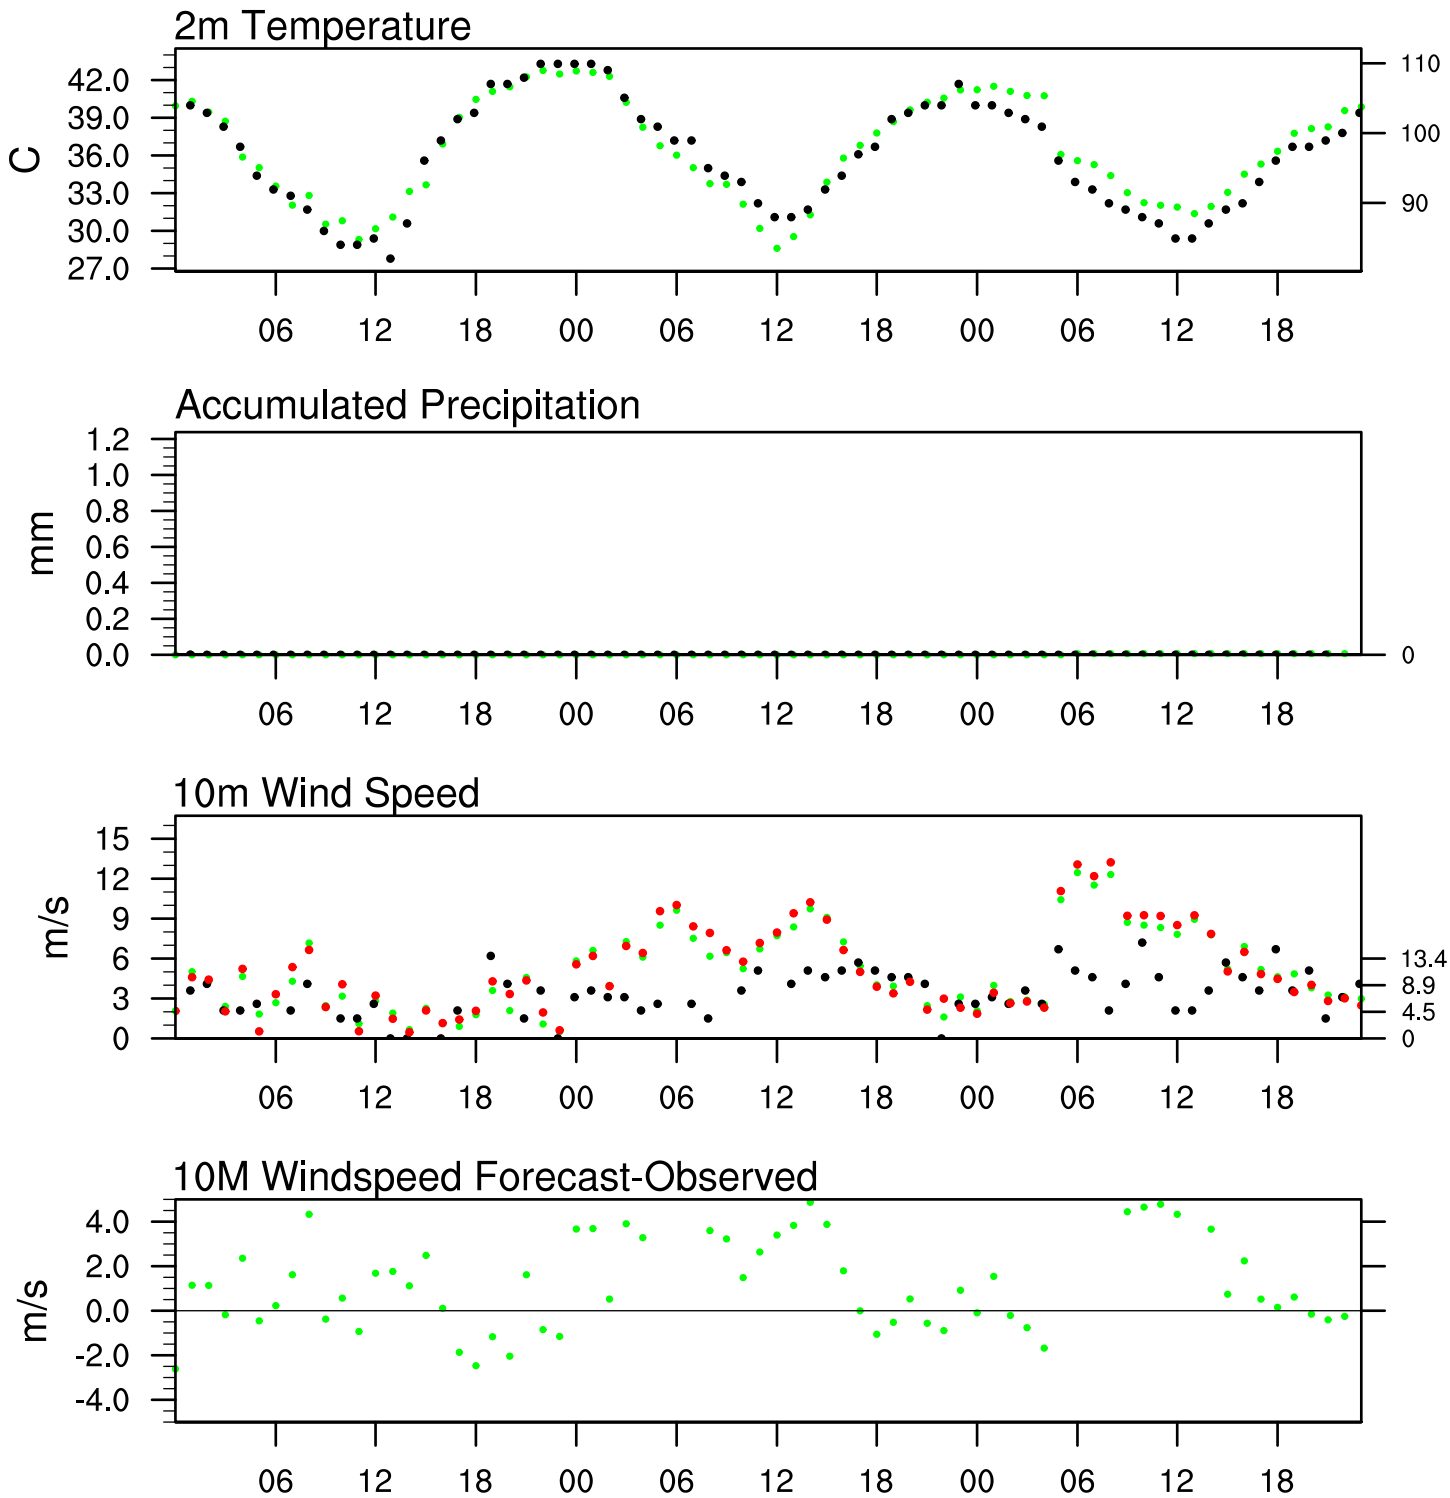 2m Temperature
42.0
39.0
36.0
33.0
30.0
27.0
C
110
100
90
06 12 18 00 06 12 18 00 06 12 18
Accumulated Precipitation
1.2
1.0
0.8
0.6
0.4
0.2
0.0
mm
0
06 12 18 00 06 12 18 00 06 12 18
10m Wind Speed
15
12
9
6
3
0
m/s
13.4
8.9
4.5
0
06 12 18 00 06 12 18 00 06 12 18
10M Windspeed Forecast-Observed
4.0
2.0
0.0
-2.0
-4.0
m/s
06 12 18 00 06 12 18 00 06 12 18